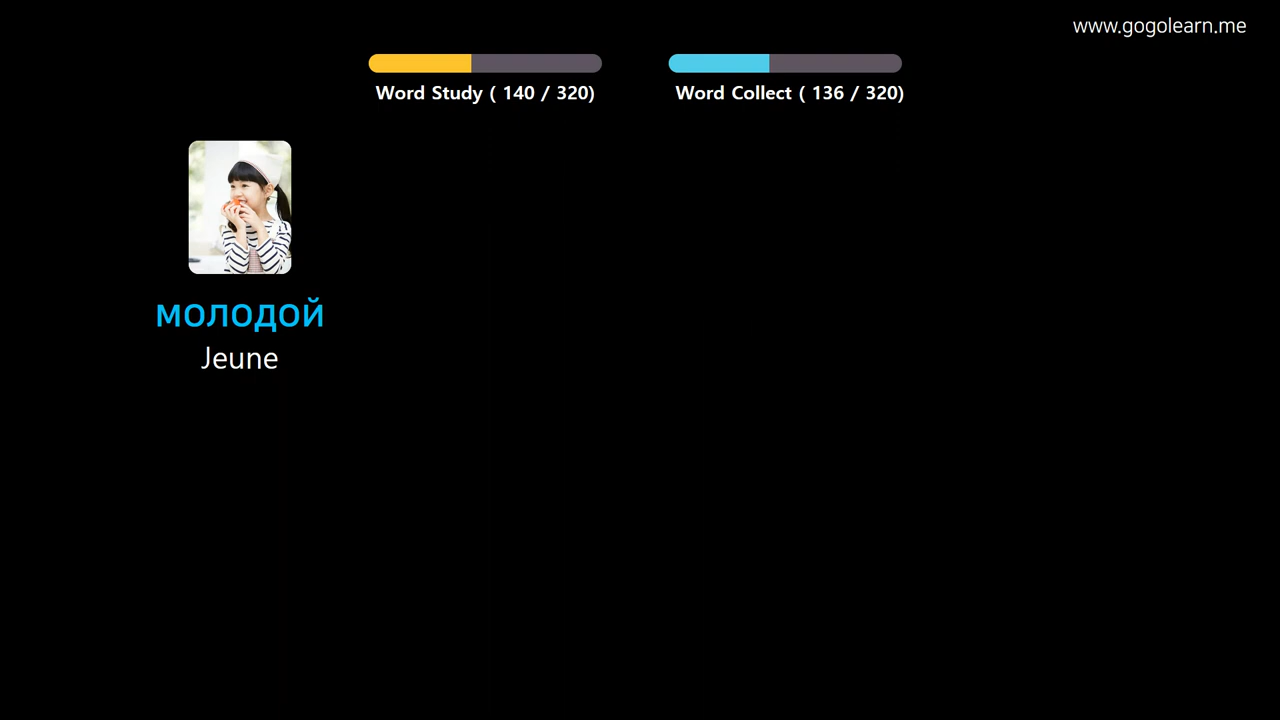 www.gogolearn.me
Word Study ( 140 / 320)
Word Collect ( 136 / 320)
молодой
Jeune